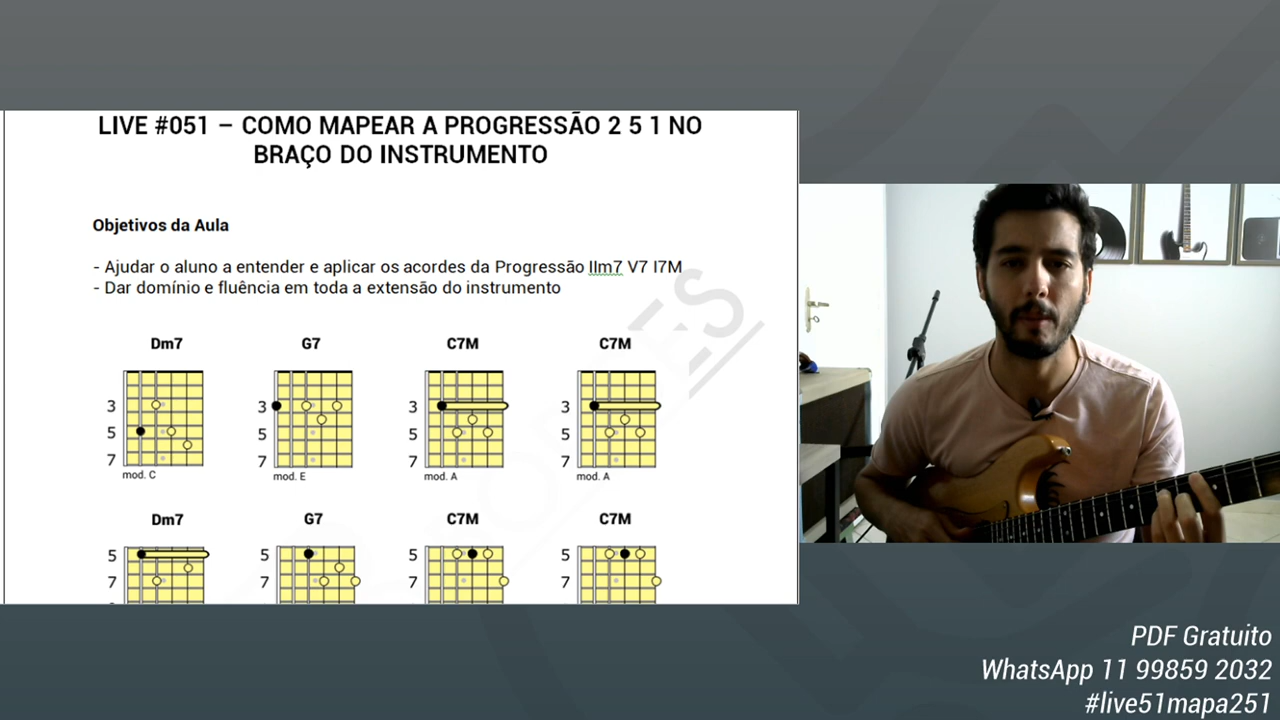 LIVE #051 – COMO MAPEAR A PROGRESSÃO 2 5 1 NO
BRAÇO DO INSTRUMENTO
Objetivos da Aula
- Ajudar o aluno a entender e aplicar os acordes da Progressão IIm7 V7 I7M
- Dar domínio e fluência em toda a extensão do instrumento
Dm7 G7 C7M C7M
3 3 3 3
5 5 5 5
7 7 7 7
mod. C mod. E mod. A mod. A
Dm7 G7 C7M C7M
5 5 5 5
7 7 7 7
PDF Gratuito
WhatsApp 11 99859 2032
#live51mapa251